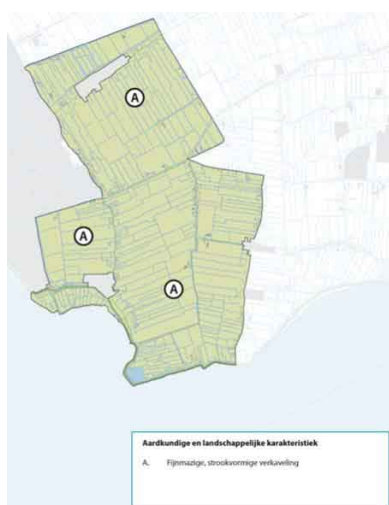 A
A
A
Aardkundige en landschappelijke karakteristiek
A. Fijnmazige, strookvormige verkaveling